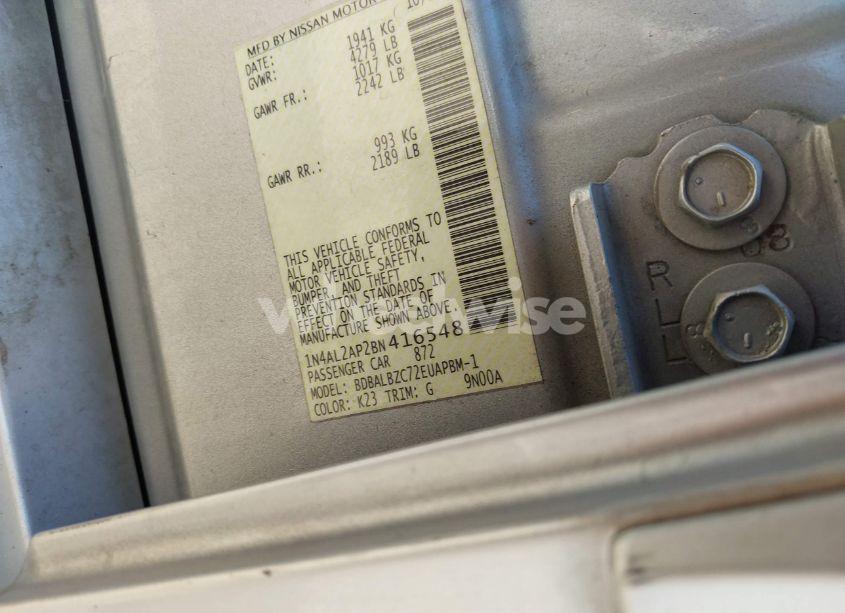 MFD BY NISSAN MOTOR
DATE:
GVWR: 1941 KG
4279 LB
GAWR FR.: 1017 KG
2242 LB
GAWR RR.: 993 KG
2189 LB
THIS VEHICLE CONFORMS TO
ALL APPLICABLE FEDERAL
MOTOR VEHICLE SAFETY,
BUMPER, AND THEFT
PREVENTION STANDARDS IN
EFFECT ON THE DATE OF
MANUFACTURE SHOWN ABOVE.
1N4AL2AP2BN416548
PASSENGER CAR 872
MODEL: BDBALBZC72EUAPBM-1
COLOR: K23 TRIM: G 9N00A
R
L
L
8